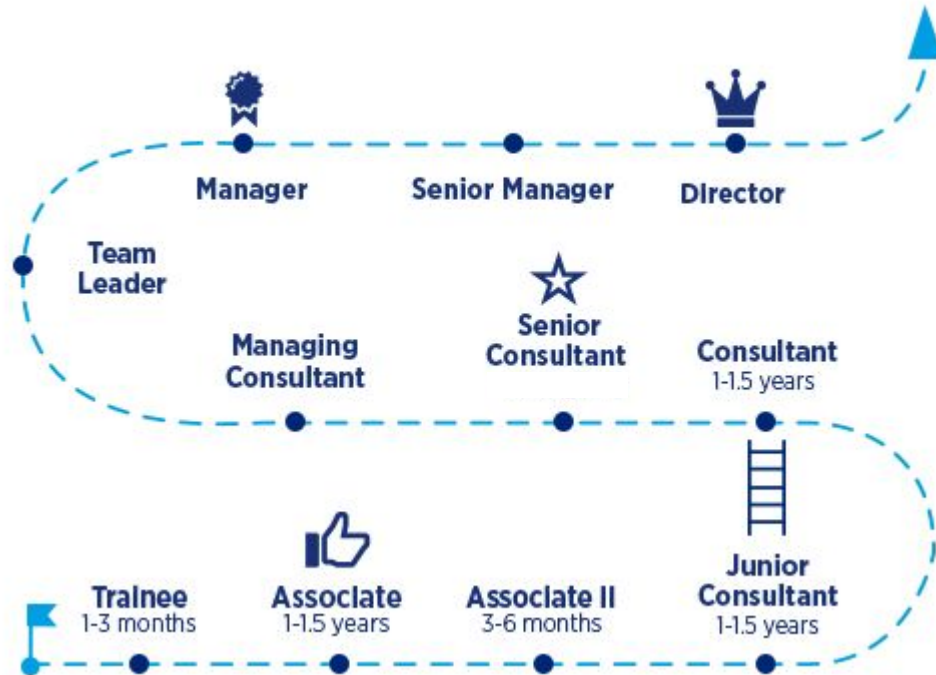 Manager
Senior Manager
Director
Team
Leader
Managing
Consultant
Senior
Consultant
Consultant
1-1.5 years
Trainee
1-3 months
Associate
1-1.5 years
Associate II
3-6 months
Junior
Consultant
1-1.5 years